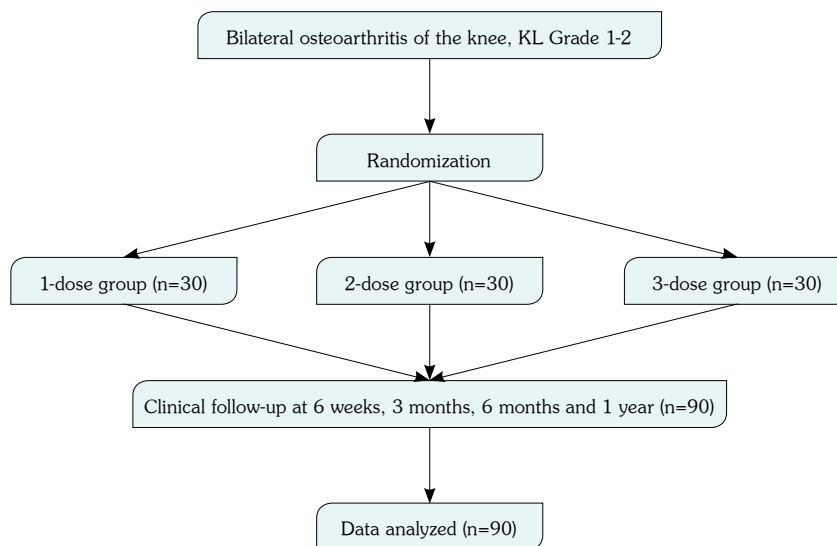 Bilateral osteoarthritis of the knee, KL Grade 1-2
Randomization
1-dose group (n=30)
2-dose group (n=30)
3-dose group (n=30)
Clinical follow-up at 6 weeks, 3 months, 6 months and 1 year (n=90)
Data analyzed (n=90)